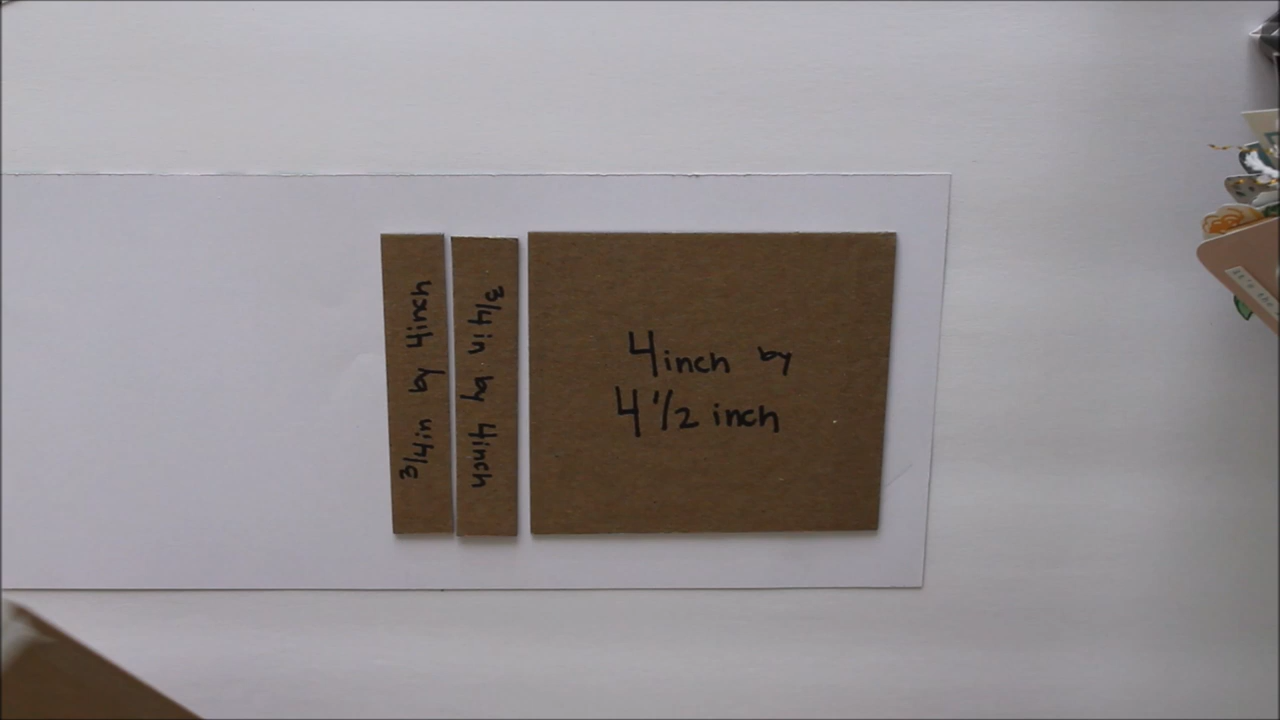 3/4in by 4inch
3/4 in by 4inch
4inch by
4 1/2 inch